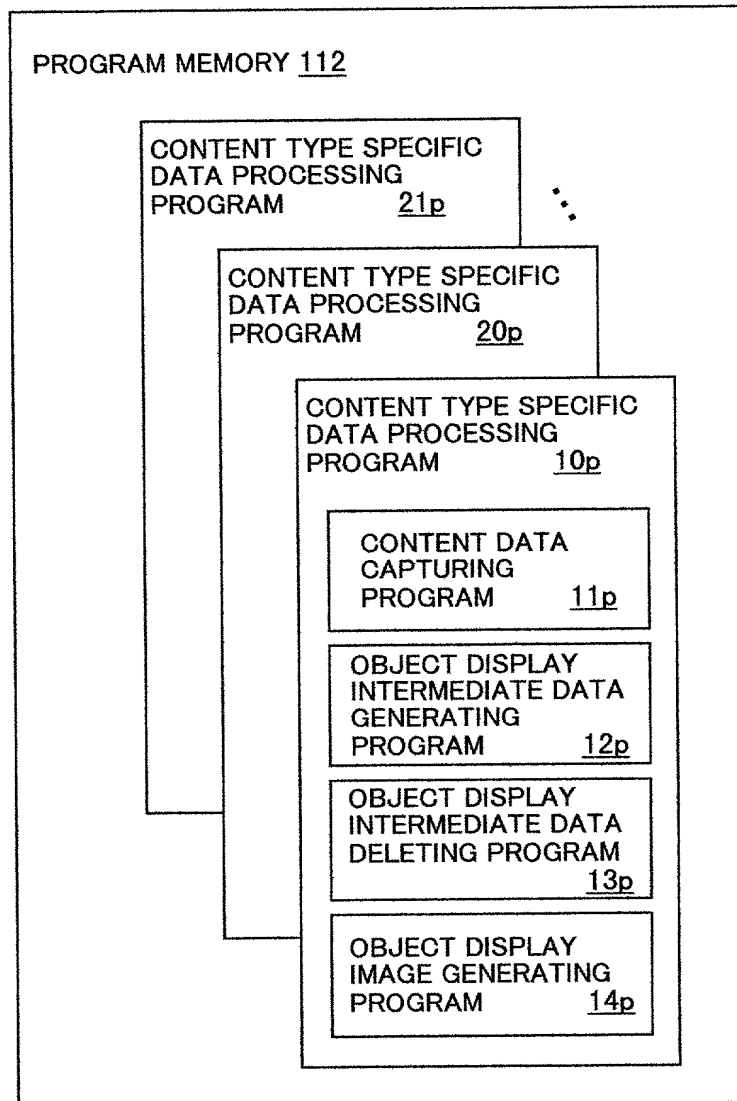 PROGRAM MEMORY 112
CONTENT TYPE SPECIFIC
DATA PROCESSING
PROGRAM 21p
CONTENT TYPE SPECIFIC
DATA PROCESSING
PROGRAM 20p
CONTENT TYPE SPECIFIC
DATA PROCESSING
PROGRAM 10p
CONTENT DATA
CAPTURING
PROGRAM 11p
OBJECT DISPLAY
INTERMEDIATE DATA
GENERATING
PROGRAM 12p
OBJECT DISPLAY
INTERMEDIATE DATA
DELETING PROGRAM
13p
OBJECT DISPLAY
IMAGE GENERATING
PROGRAM 14p